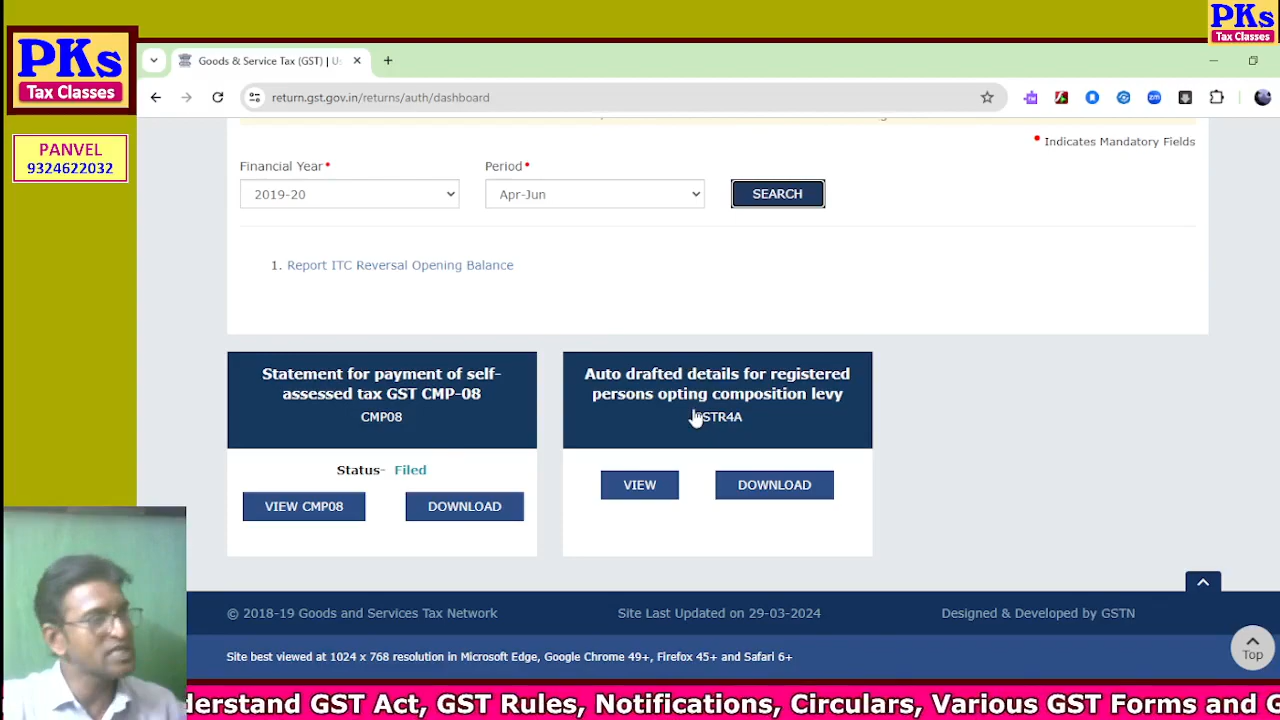 PKs
Tax Classes
PANVEL
9324622032
PKs
Tax Classes
Goods & Service Tax (GST) | Us
return.gst.gov.in/returns/auth/dashboard
• Indicates Mandatory Fields
Financial Year•
Period•
2019-20
Apr-Jun
SEARCH
1. Report ITC Reversal Opening Balance
Statement for payment of self-
assessed tax GST CMP-08
CMP08
Status- Filed
VIEW CMP08
DOWNLOAD
Auto drafted details for registered
persons opting composition levy
GSTR4A
VIEW
DOWNLOAD
© 2018-19 Goods and Services Tax Network
Site Last Updated on 29-03-2024
Designed & Developed by GSTN
Site best viewed at 1024 x 768 resolution in Microsoft Edge, Google Chrome 49+, Firefox 45+ and Safari 6+
Top
derstand GST Act, GST Rules, Notifications, Circulars, Various GST Forms and G